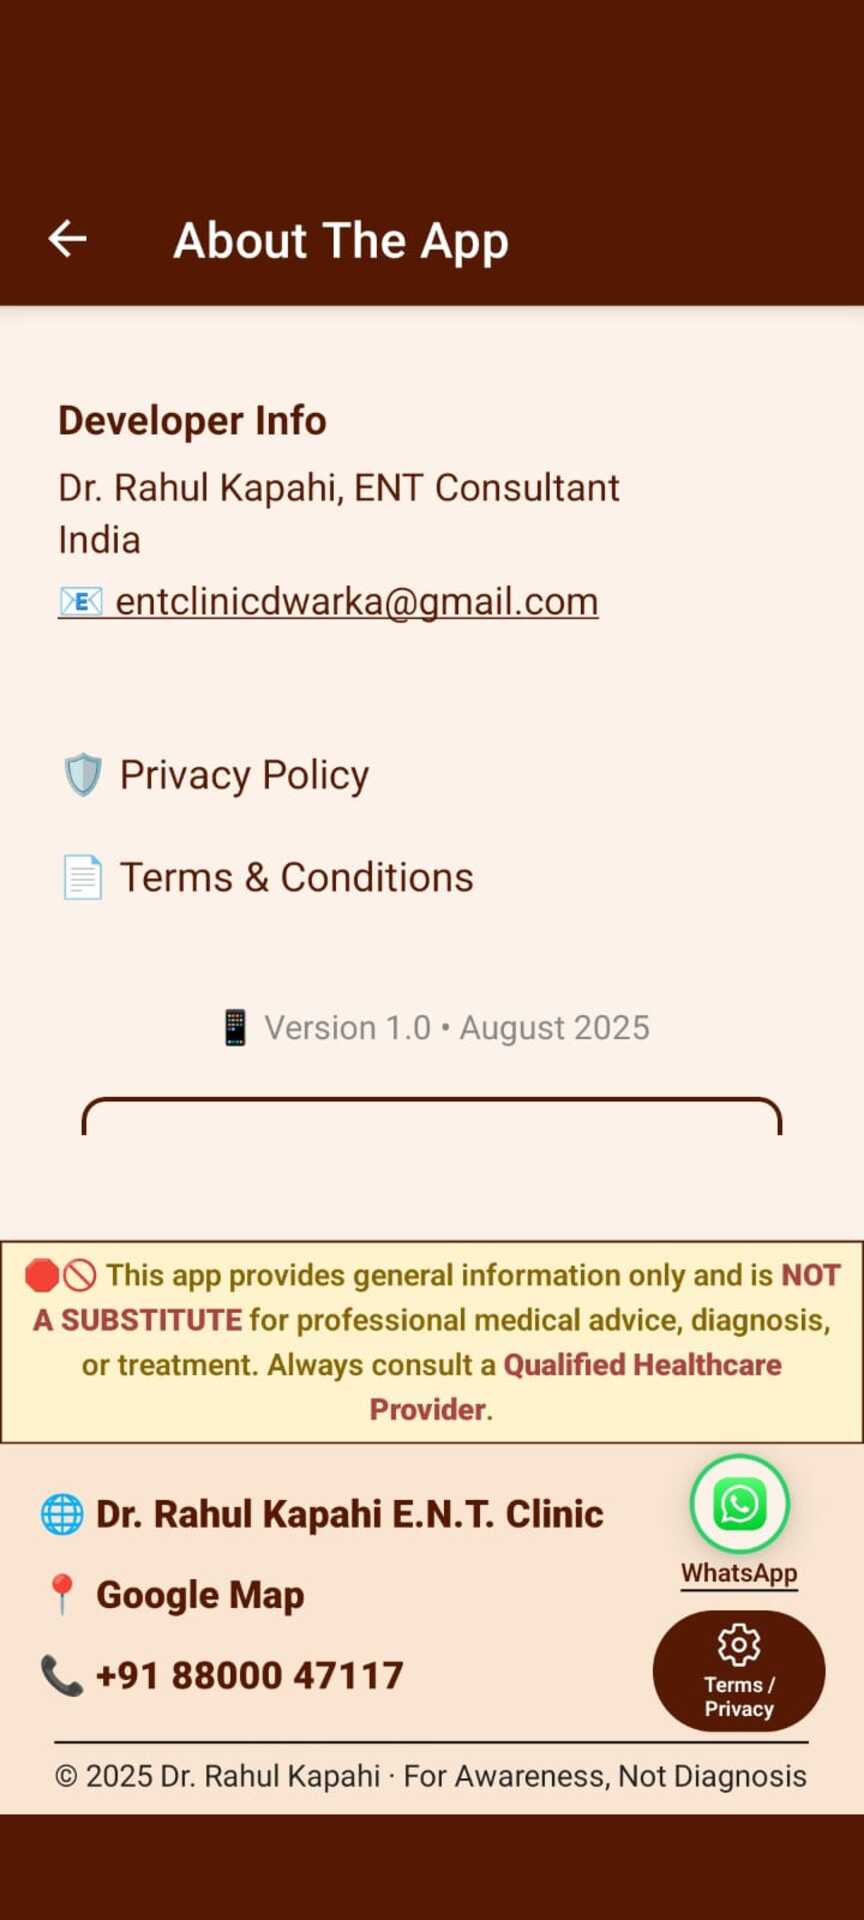 About The App
Developer Info
Dr. Rahul Kapahi, ENT Consultant
India
📧 entclinicdwarka@gmail.com
🛡️ Privacy Policy
📄 Terms & Conditions
📱 Version 1.0 • August 2025
🛑🚫 This app provides general information only and is NOT
A SUBSTITUTE for professional medical advice, diagnosis,
or treatment. Always consult a Qualified Healthcare
Provider.
🌐 Dr. Rahul Kapahi E.N.T. Clinic
📍 Google Map
📞 +91 88000 47117
WhatsApp
Terms /
Privacy
© 2025 Dr. Rahul Kapahi · For Awareness, Not Diagnosis